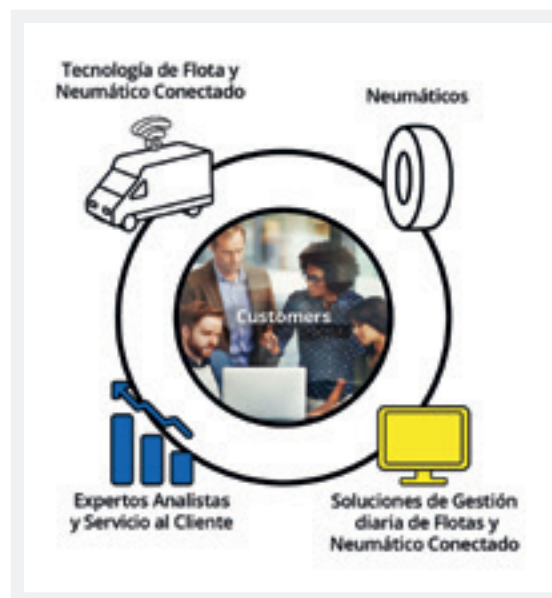 Tecnología de Flota y
Neumático Conectado
Neumáticos
Customers
Expertos Analistas
y Servicio al Cliente
Soluciones de Gestión
diaria de Flotas y
Neumático Conectado